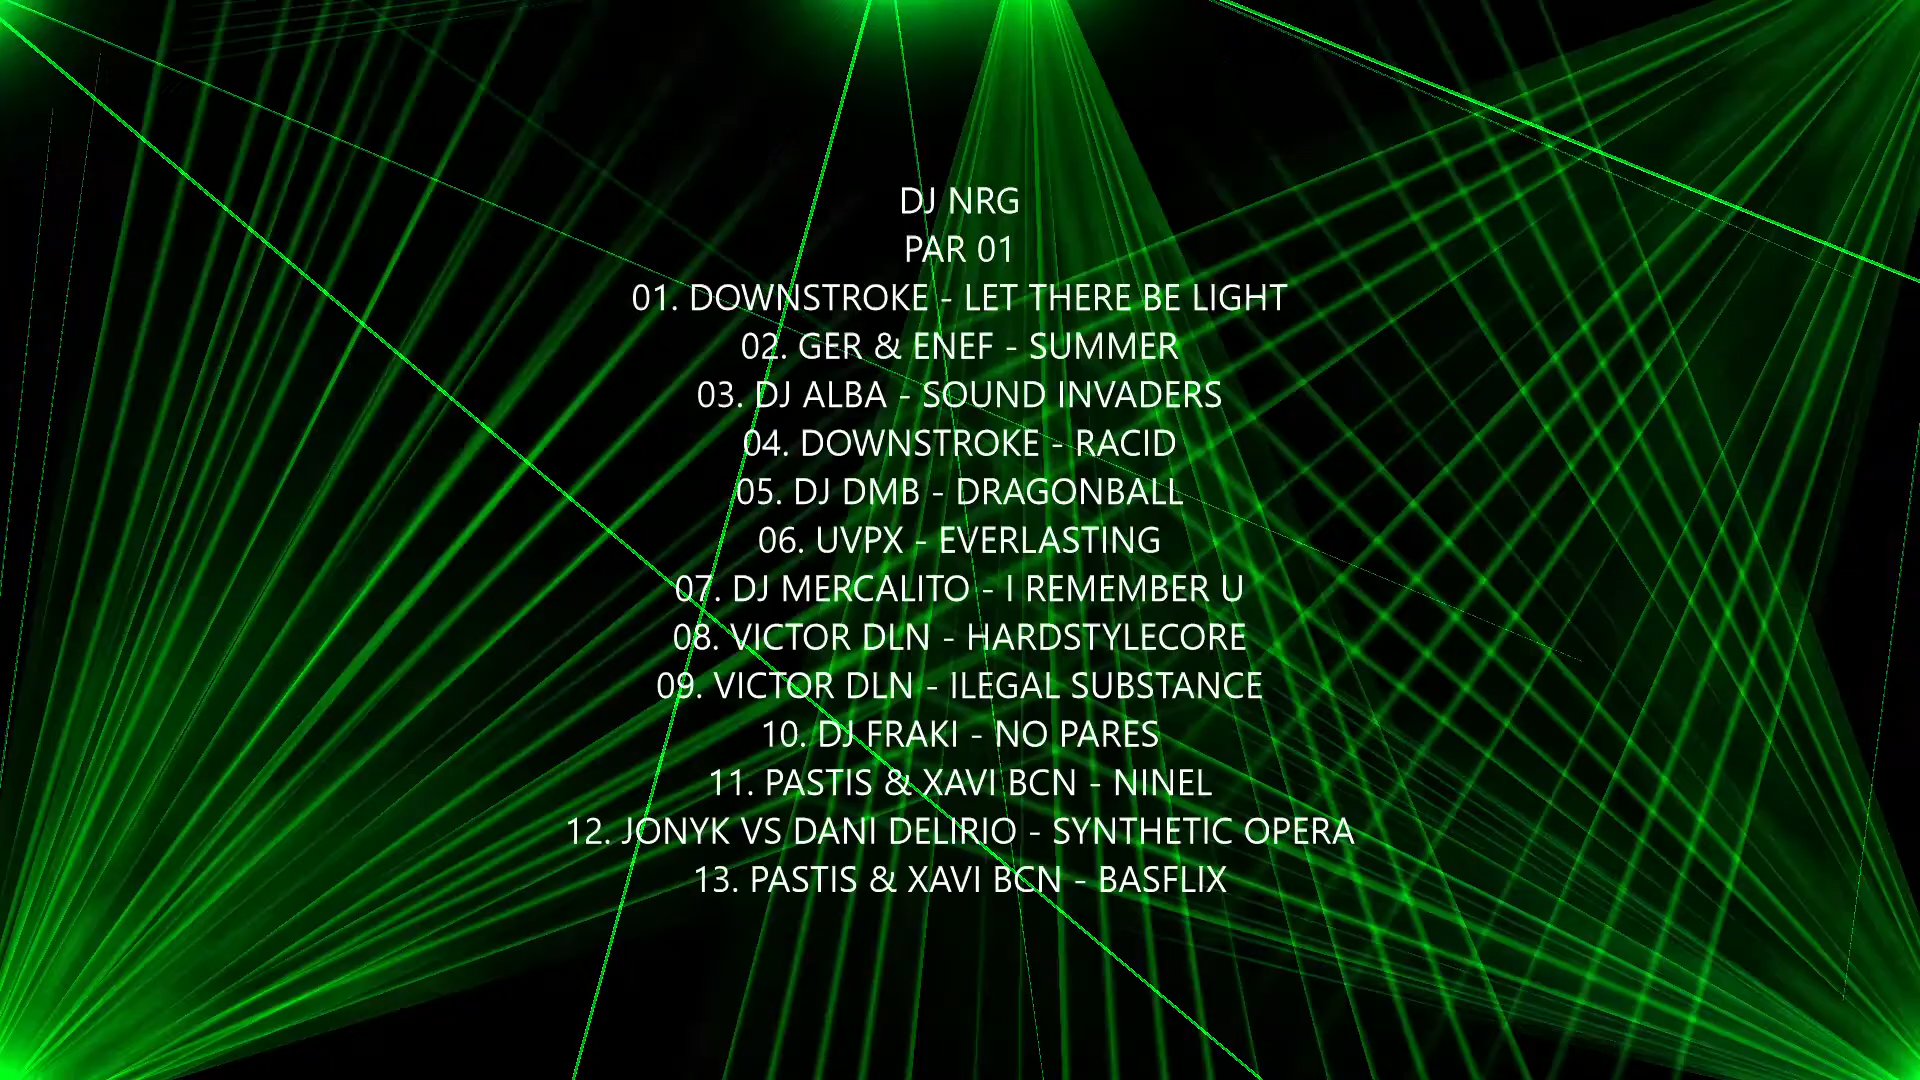 DJ NRG
PAR 01
01. DOWNSTROKE - LET THERE BE LIGHT
02. GER & ENEF - SUMMER
03. DJ ALBA - SOUND INVADERS
04. DOWNSTROKE - RACID
05. DJ DMB - DRAGONBALL
06. UVPX - EVERLASTING
07. DJ MERCALITO - I REMEMBER U
08. VICTOR DLN - HARDSTYLECORE
09. VICTOR DLN - ILEGAL SUBSTANCE
10. DJ FRAKI - NO PARES
11. PASTIS & XAVI BCN - NINEL
12. JONYK VS DANI DELIRIO - SYNTHETIC OPERA
13. PASTIS & XAVI BCN - BASFLIX